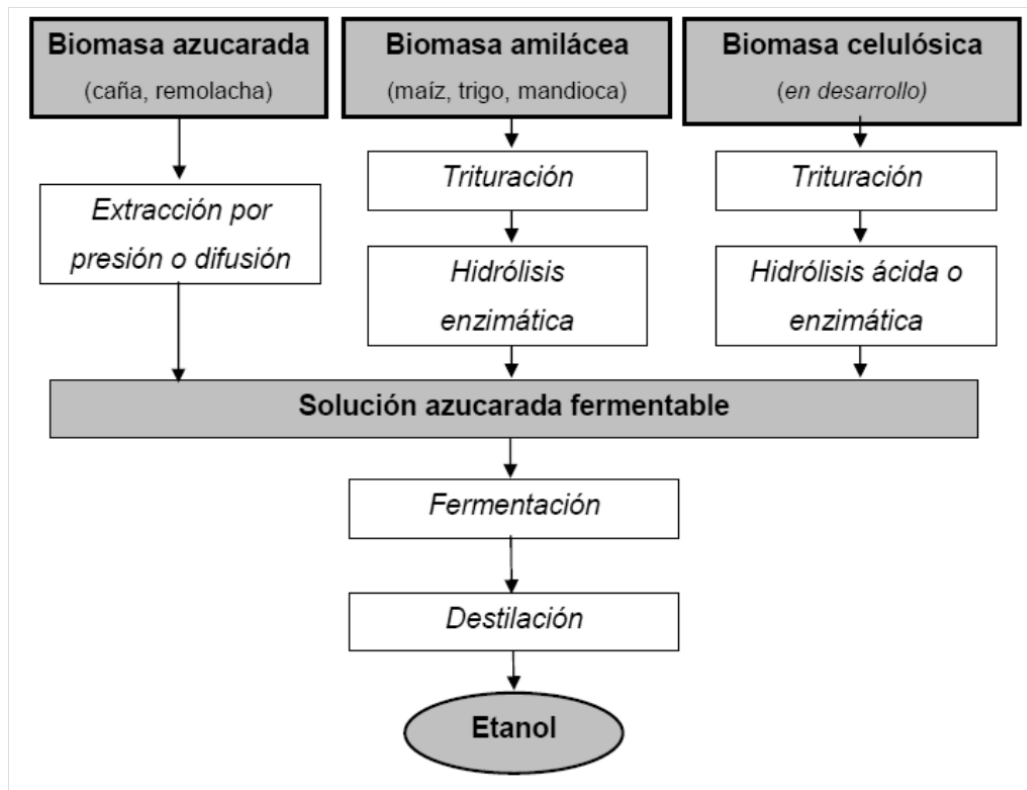 Biomasa azucarada
(caña, remolacha)
Biomasa amilácea
(maíz, trigo, mandioca)
Biomasa celulósica
(en desarrollo)
Extracción por
presión o difusión
Trituración
Hidrólisis
enzimática
Trituración
Hidrólisis ácida o
enzimática
Solución azucarada fermentable
Fermentación
Destilación
Etanol